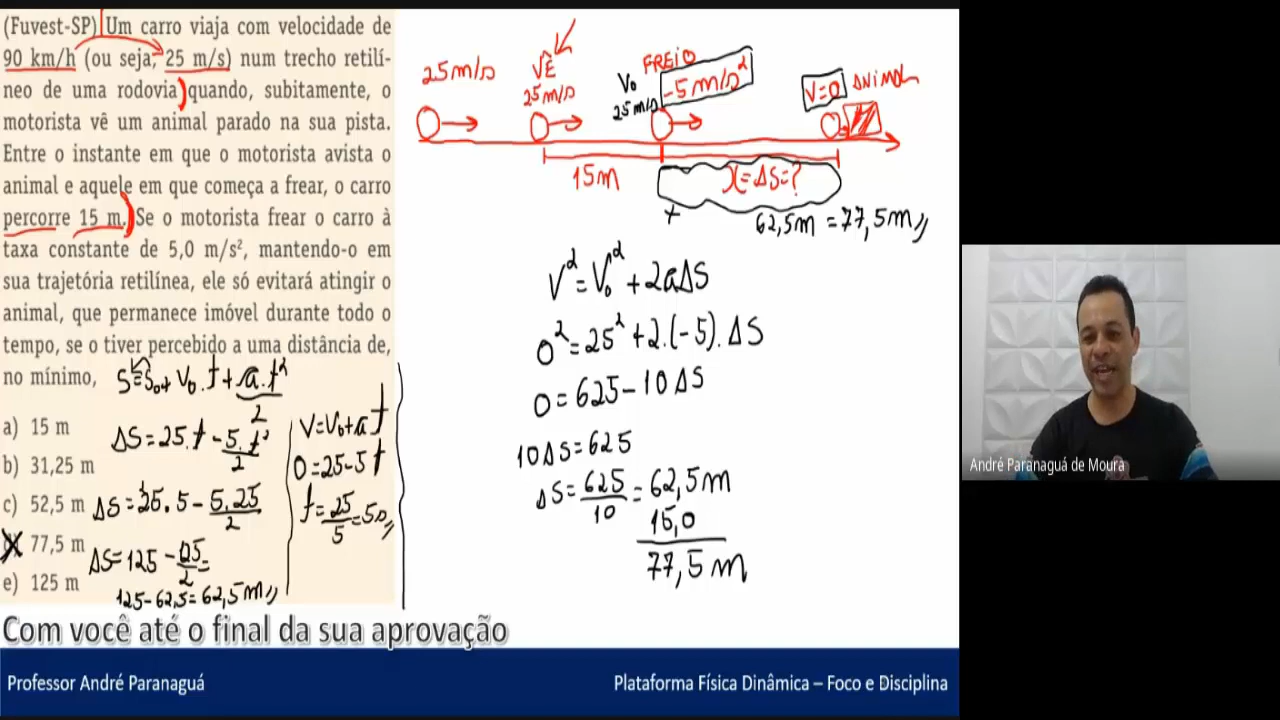 (Fuvest-SP) Um carro viaja com velocidade de
90 km/h (ou seja, 25 m/s) num trecho retilí-
neo de uma rodovia quando, subitamente, o
motorista vê um animal parado na sua pista.
Entre o instante em que o motorista avista o
animal e aquele em que começa a frear, o carro
percorre 15 m. Se o motorista frear o carro à
taxa constante de 5,0 m/s², mantendo-o em
sua trajetória retilínea, ele só evitará atingir o
animal, que permanece imóvel durante todo o
tempo, se o tiver percebido a uma distância de,
no mínimo,
a) 15 m
b) 31,25 m
c) 52,5 m
77,5 m
e) 125 m
S=S₀+V₀.t+a.t²/2
ΔS=25.t-5.t²/2
ΔS=25.5-5.25/2
ΔS=125-125/2=
125-62,5=62,5m
V=V₀+at
0=25-5t
t=25/5=5s
25m/s
VÊ
25m/s
FREIO
V₀
25m/s
-5m/s²
V=0
ANIMAL
15m
X=ΔS=?
+
62,5m=77,5m
V²=V₀²+2aΔS
0²=25²+2.(-5).ΔS
0=625-10ΔS
10ΔS=625
ΔS=625/10=62,5m
15,0
77,5m
André Paranaguá de Moura
Com você até o final da sua aprovação
Professor André Paranaguá
Plataforma Física Dinâmica – Foco e Disciplina